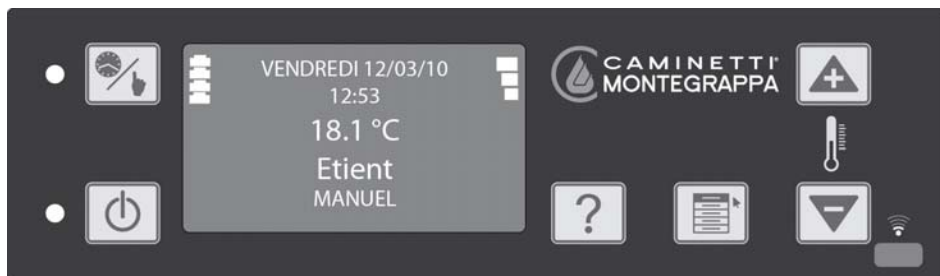 VENDREDI 12/03/10
12:53
18.1 °C
Etient
MANUEL
CAMINETTI®
MONTEGRAPPA
+
?
−